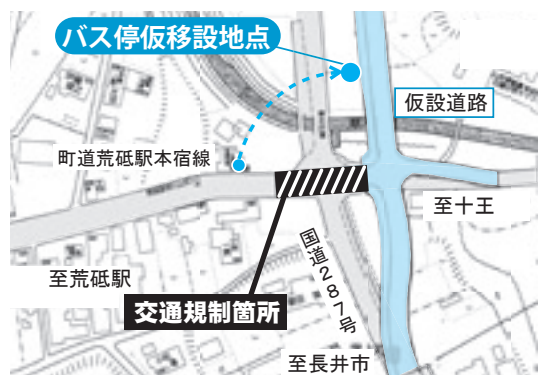 バス停仮移設地点
仮設道路
町道荒砥駅本宿線
至十王
国道287号
至荒砥駅
交通規制箇所
至長井市